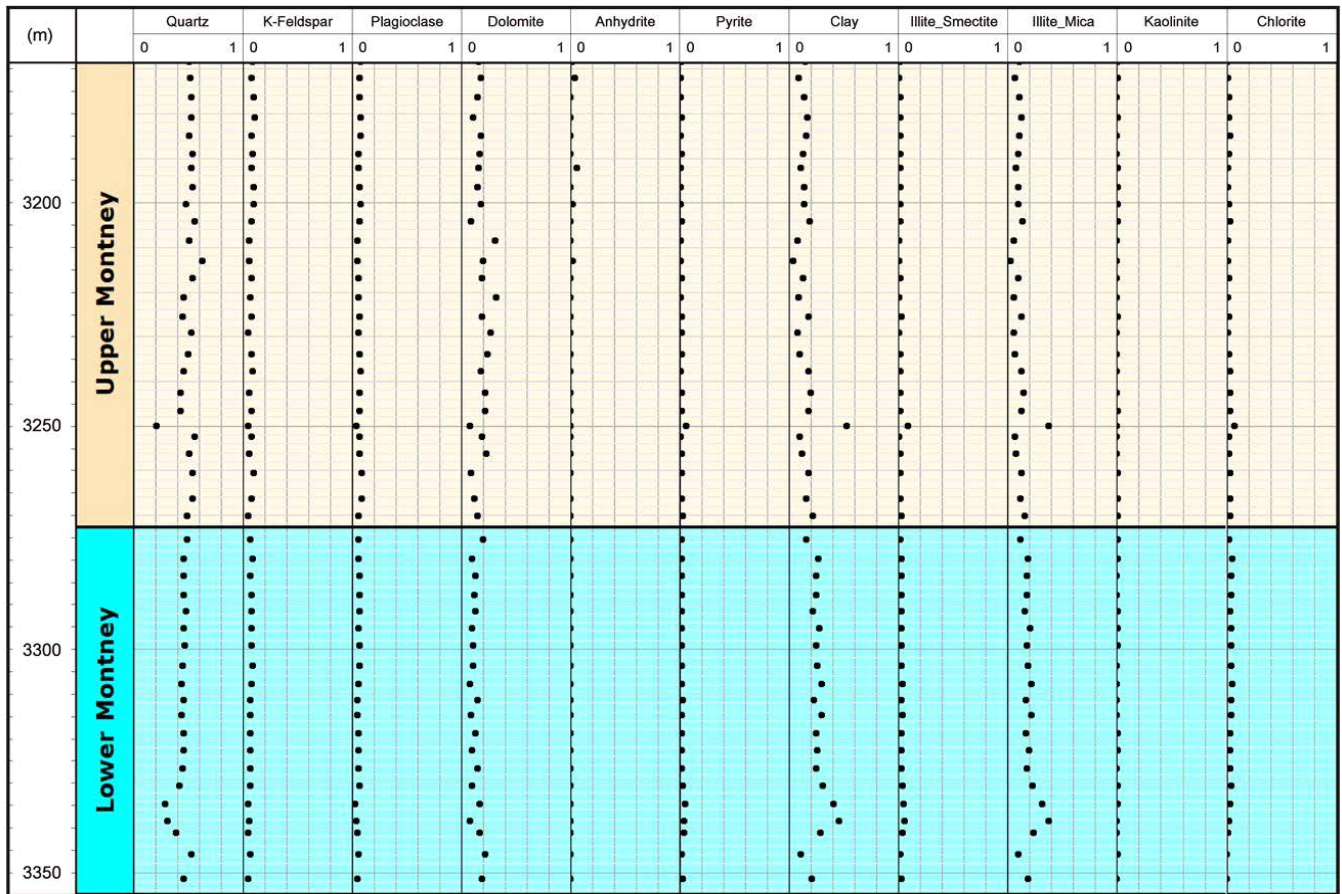 Quartz K-Feldspar Plagioclase Dolomite Anhydrite Pyrite Clay Illite_Smectite Illite_Mica Kaolinite Chlorite
(m)
0 1 0 1 0 1 0 1 0 1 0 1 0 1 0 1 0 1 0 1 0 1
3200
Upper Montney
3250
3300
Lower Montney
3350